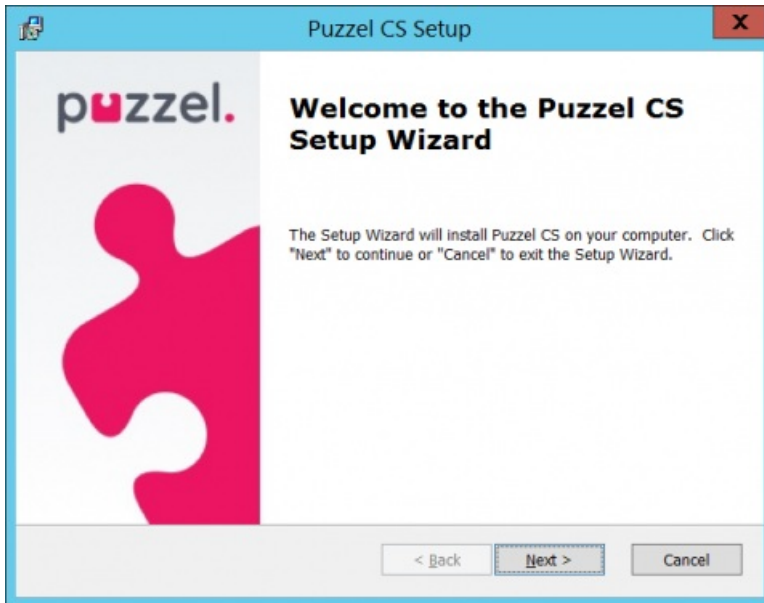 Puzzel CS Setup
x
puzzel.
Welcome to the Puzzel CS
Setup Wizard
The Setup Wizard will install Puzzel CS on your computer. Click
"Next" to continue or "Cancel" to exit the Setup Wizard.
< Back
Next >
Cancel